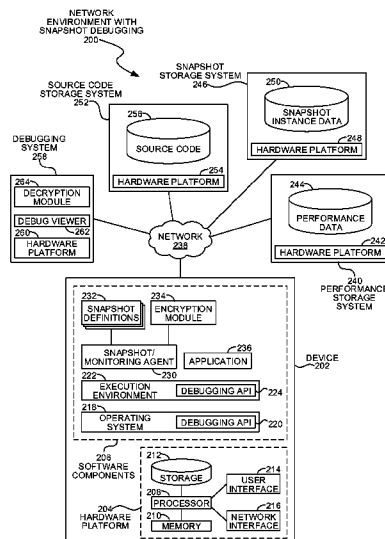 NETWORK
ENVIRONMENT WITH
SNAPSHOT DEBUGGING
200
SNAPSHOT
STORAGE SYSTEM
246
250
SNAPSHOT
INSTANCE DATA
248
HARDWARE PLATFORM
SOURCE CODE
STORAGE SYSTEM
252
256
SOURCE CODE
254
HARDWARE PLATFORM
DEBUGGING
SYSTEM
258
264
DECRYPTION
MODULE
DEBUG VIEWER
260
262
HARDWARE
PLATFORM
NETWORK
238
244
PERFORMANCE
DATA
242
HARDWARE PLATFORM
240
PERFORMANCE
STORAGE SYSTEM
232
SNAPSHOT
DEFINITIONS
234
ENCRYPTION
MODULE
SNAPSHOT/
MONITORING AGENT
230
236
APPLICATION
DEVICE
202
222
EXECUTION
ENVIRONMENT
DEBUGGING API
224
218
OPERATING
SYSTEM
DEBUGGING API
220
206
SOFTWARE
COMPONENTS
212
STORAGE
214
USER
INTERFACE
204
HARDWARE
PLATFORM
208
PROCESSOR
210
MEMORY
216
NETWORK
INTERFACE